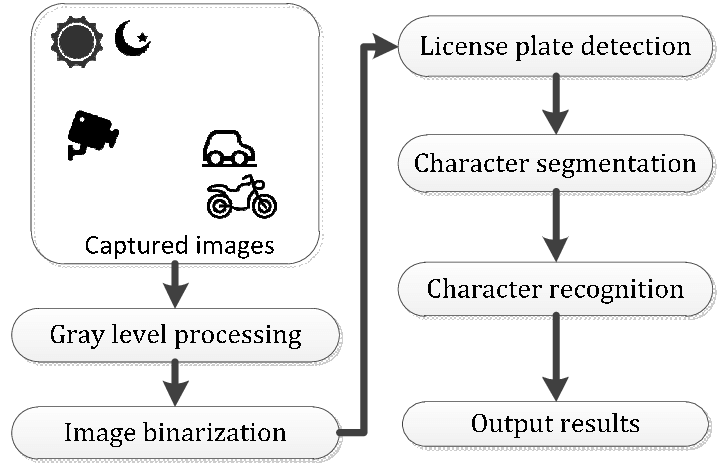 Captured images
Gray level processing
Image binarization
License plate detection
Character segmentation
Character recognition
Output results